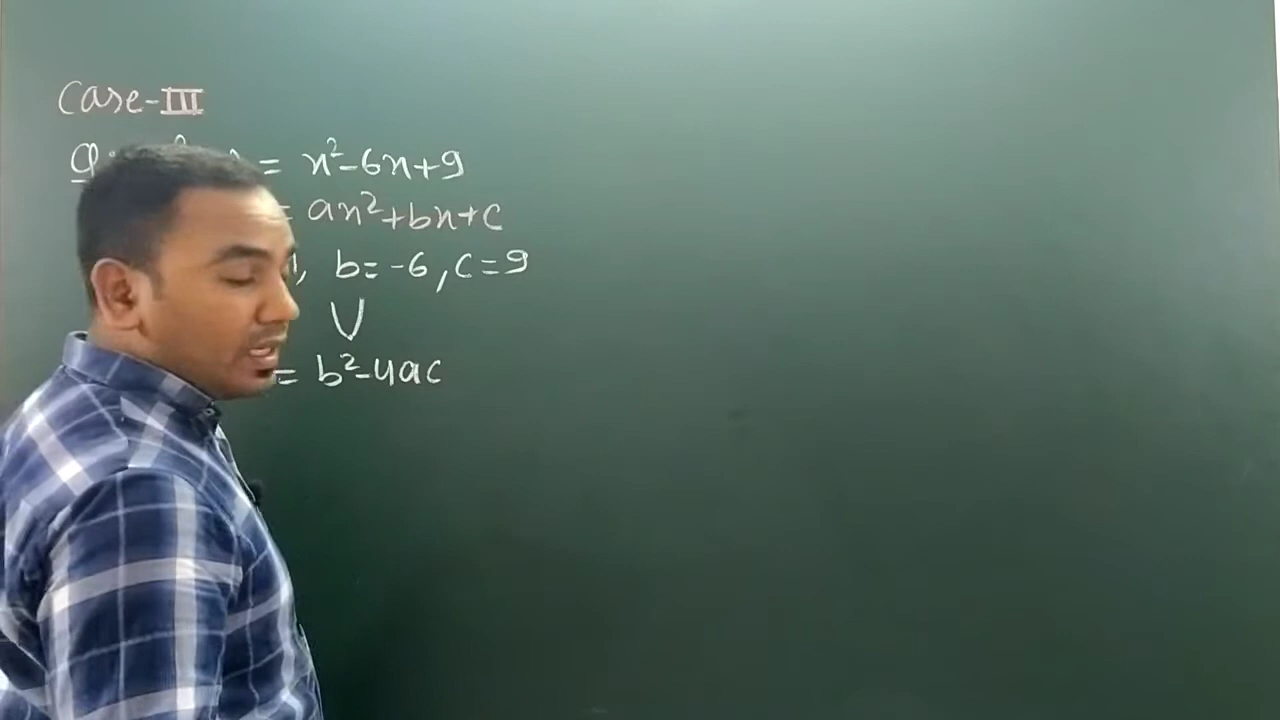 Case-III
= x²-6x+9
= ax²+bx+c
, b=-6, c=9
V
= b²-4ac